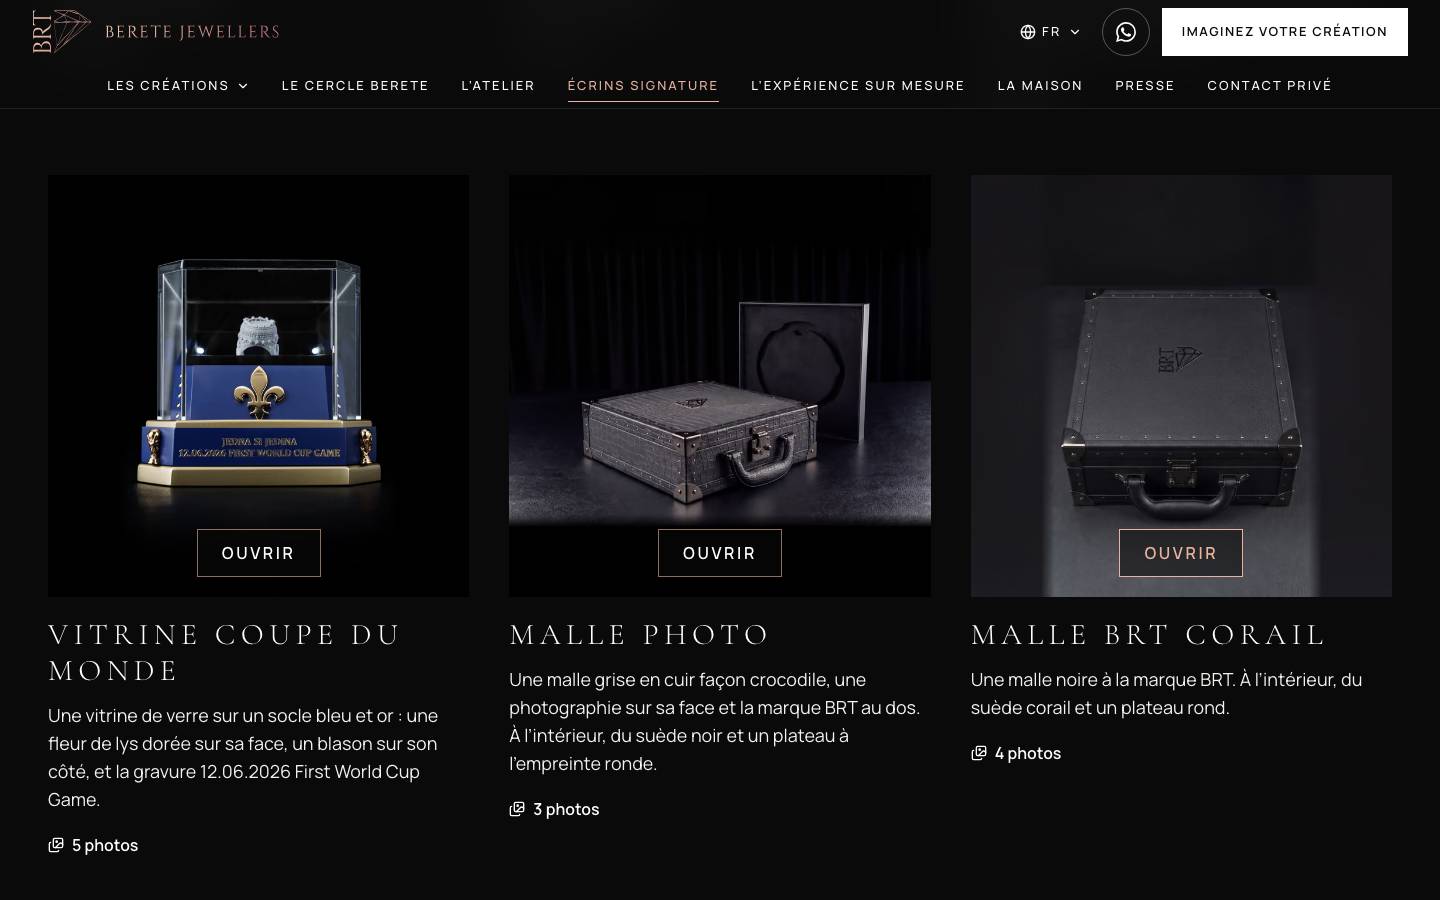 BRT BERETE JEWELLERS
FR
IMAGINEZ VOTRE CRÉATION
LES CRÉATIONS
LE CERCLE BERETE
L'ATELIER
ÉCRINS SIGNATURE
L'EXPÉRIENCE SUR MESURE
LA MAISON
PRESSE
CONTACT PRIVÉ
JEDNA SI JEDINA
12.06.2026 FIRST WORLD CUP GAME
BRT
OUVRIR
OUVRIR
OUVRIR
VITRINE COUPE DU
MONDE
Une vitrine de verre sur un socle bleu et or : une
fleur de lys dorée sur sa face, un blason sur son
côté, et la gravure 12.06.2026 First World Cup
Game.
5 photos
MALLE PHOTO
Une malle grise en cuir façon crocodile, une
photographie sur sa face et la marque BRT au dos.
À l'intérieur, du suède noir et un plateau à
l'empreinte ronde.
3 photos
MALLE BRT CORAIL
Une malle noire à la marque BRT. À l'intérieur, du
suède corail et un plateau rond.
4 photos